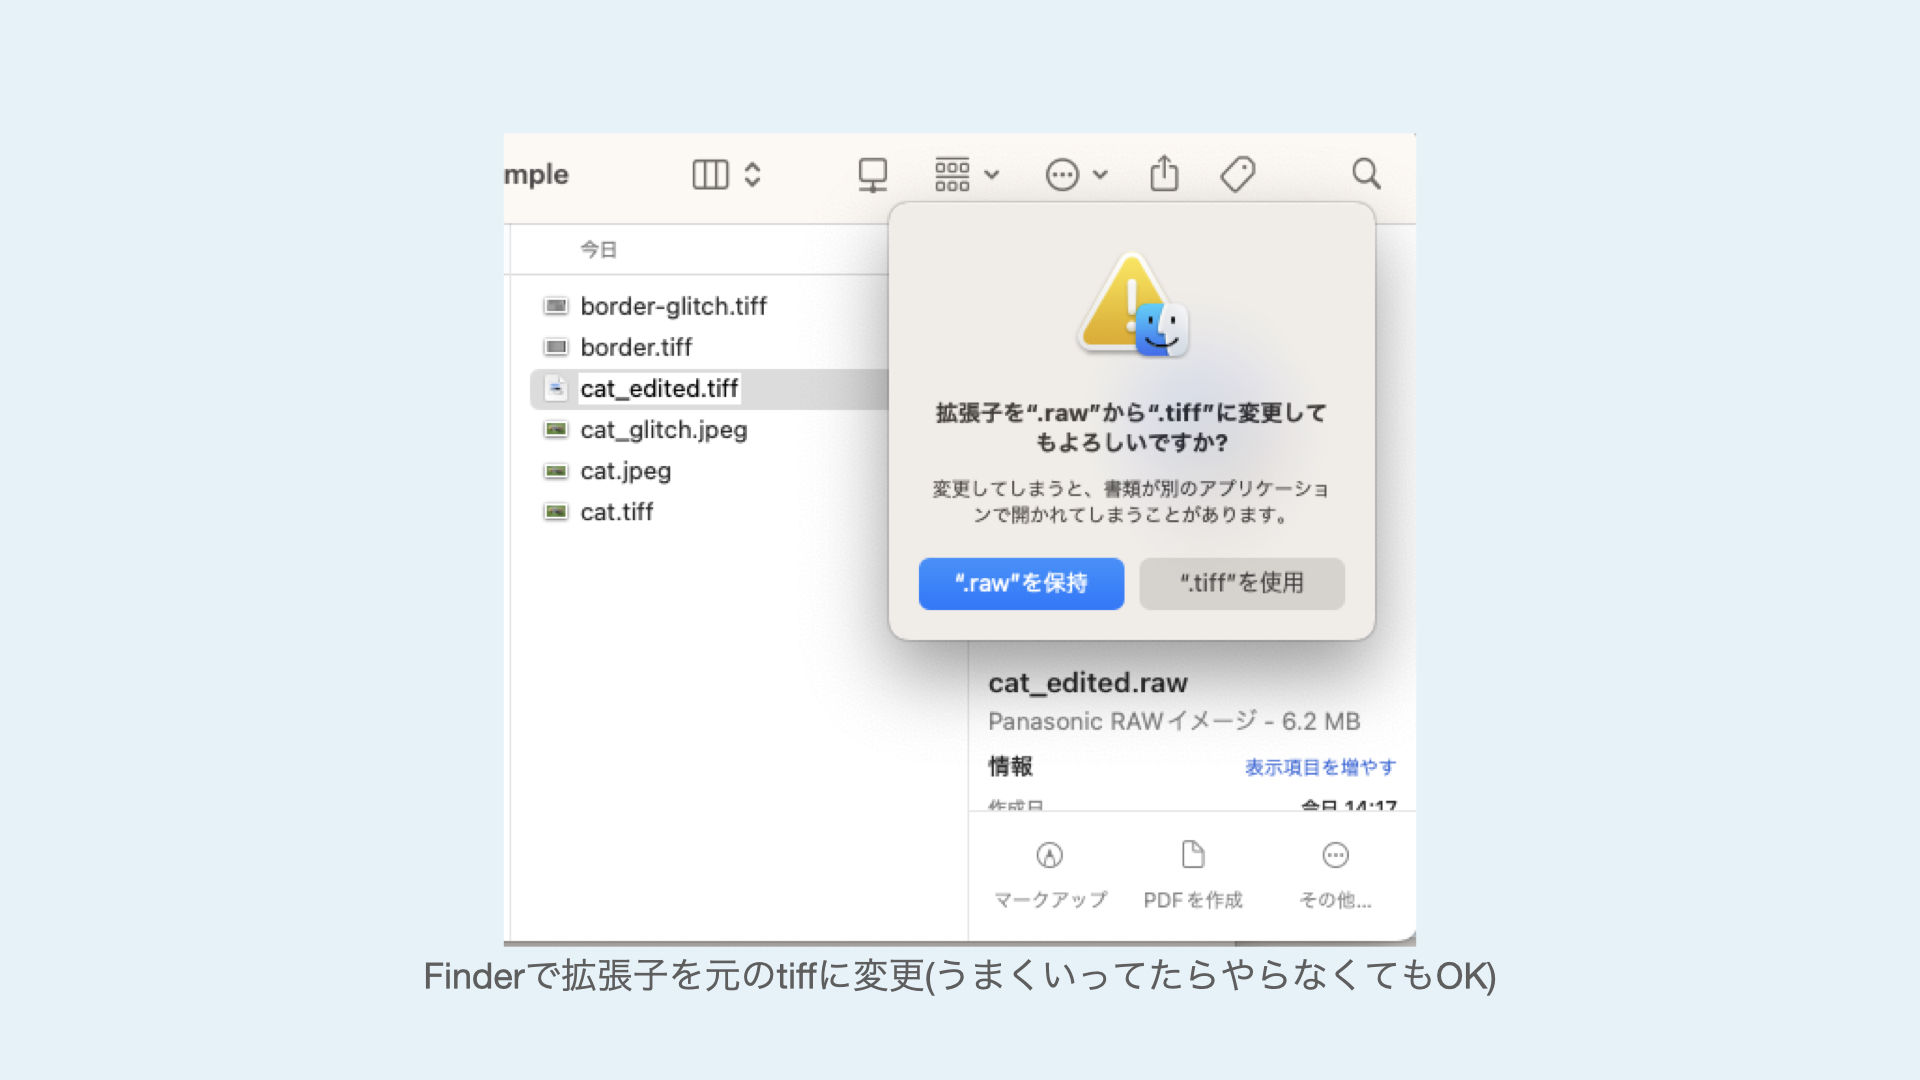 mple
今日
border-glitch.tiff
border.tiff
cat_edited.tiff
cat_glitch.jpeg
cat.jpeg
cat.tiff
拡張子を“.raw”から“.tiff”に変更して
もよろしいですか?
変更してしまうと、書類が別のアプリケーショ
ンで開かれてしまうことがあります。
“.raw”を保持
“.tiff”を使用
cat_edited.raw
Panasonic RAWイメージ - 6.2 MB
情報
表示項目を増やす
作成日
今日 14:17
マークアップ
PDFを作成
その他...
Finderで拡張子を元のtiffに変更(うまくいってたらやらなくてもOK)